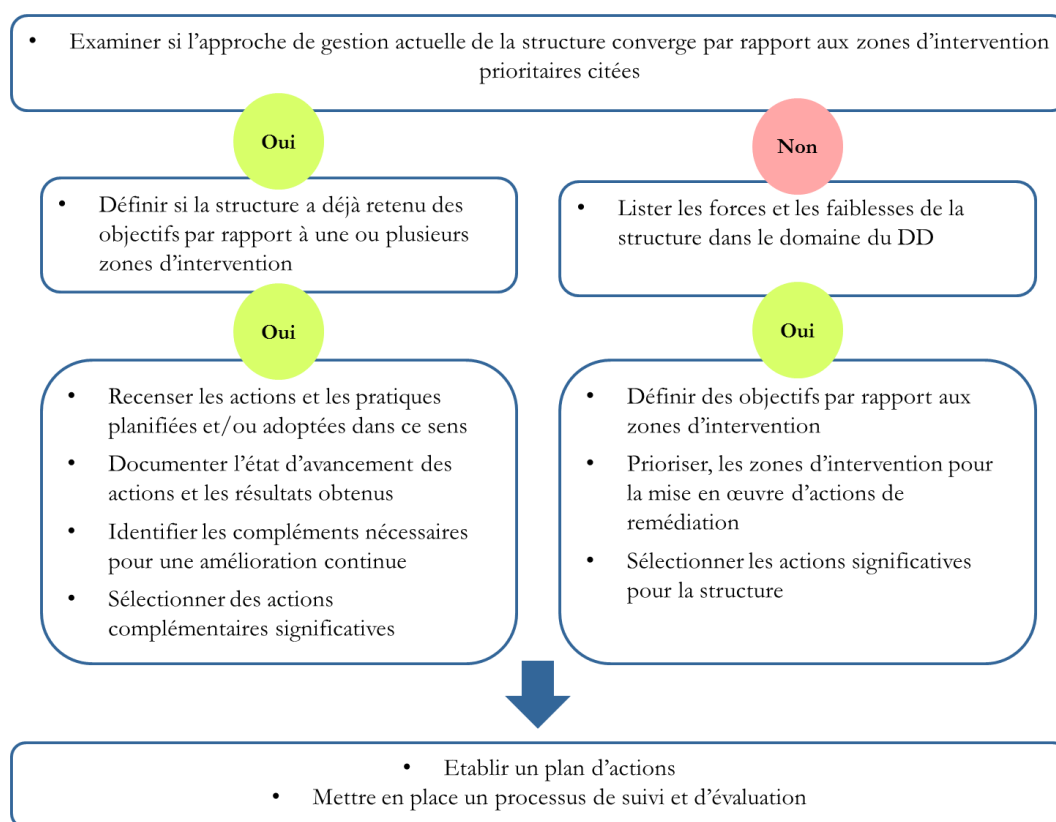 • Examiner si l’approche de gestion actuelle de la structure converge par rapport aux zones d’intervention
prioritaires citées
Oui
Non
• Définir si la structure a déjà retenu des
objectifs par rapport à une ou plusieurs
zones d’intervention
• Lister les forces et les faiblesses de la
structure dans le domaine du DD
Oui
Oui
• Recenser les actions et les pratiques
planifiées et/ou adoptées dans ce sens
• Documenter l’état d’avancement des
actions et les résultats obtenus
• Identifier les compléments nécessaires
pour une amélioration continue
• Sélectionner des actions
complémentaires significatives
• Définir des objectifs par rapport aux
zones d’intervention
• Prioriser, les zones d’intervention pour
la mise en œuvre d’actions de
remédiation
• Sélectionner les actions significatives
pour la structure
• Etablir un plan d’actions
• Mettre en place un processus de suivi et d’évaluation